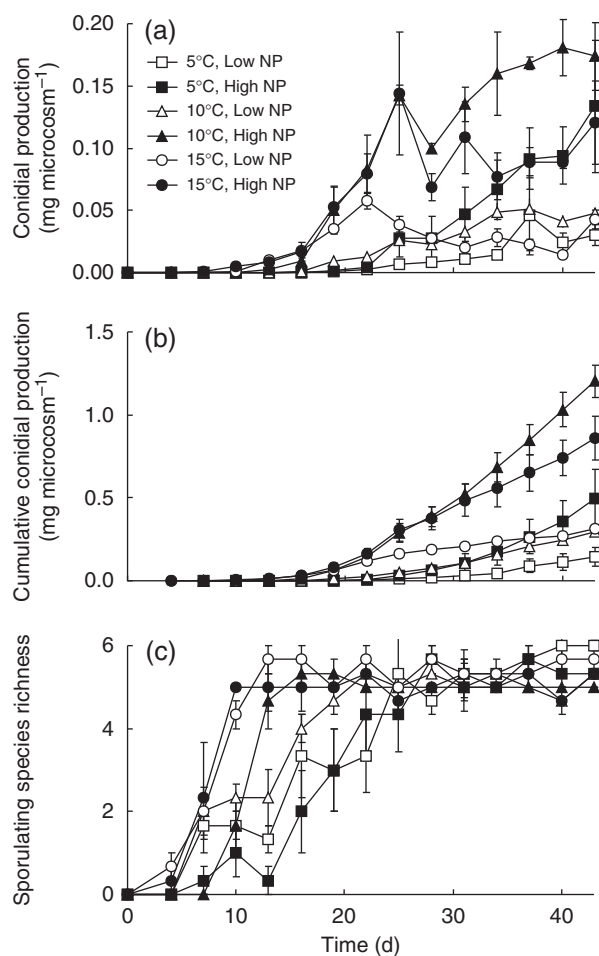 (a)
5°C, Low NP
5°C, High NP
10°C, Low NP
10°C, High NP
15°C, Low NP
15°C, High NP
Conidial production
(mg microcosm⁻¹)
0.20
0.15
0.10
0.05
0.00
(b)
Cumulative conidial production
(mg microcosm⁻¹)
1.5
1.0
0.5
0.0
(c)
Sporulating species richness
6
4
2
0
0 10 20 30 40
Time (d)